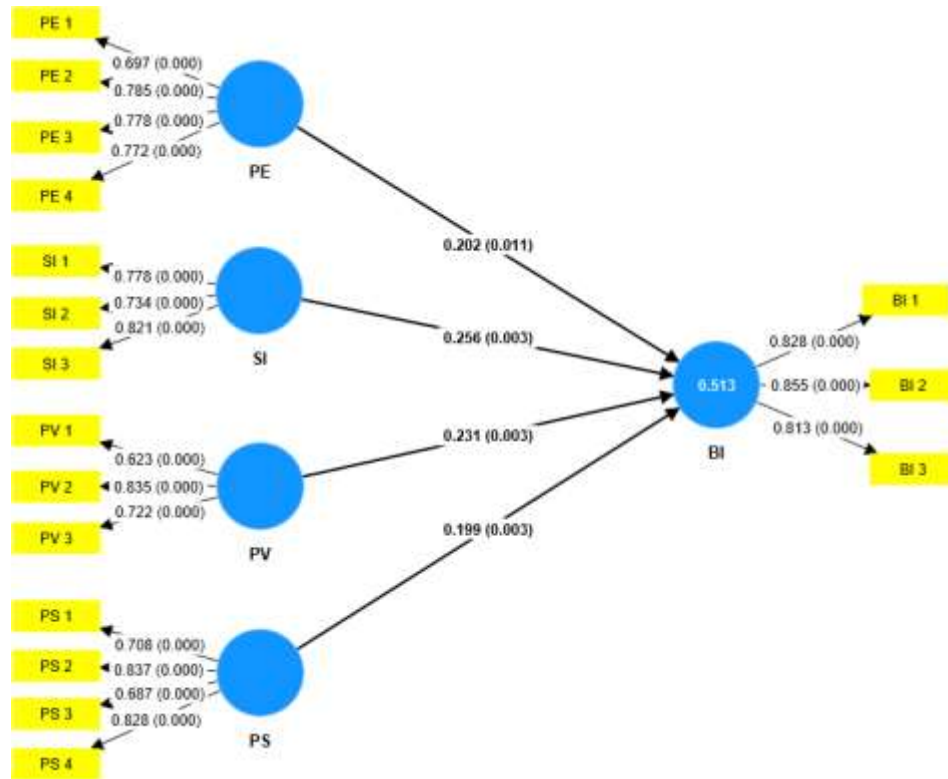 PE 1
0.697 (0.000)
PE 2
0.785 (0.000)
PE 3
0.778 (0.000)
0.772 (0.000)
PE 4
PE
0.202 (0.011)
SI 1
0.778 (0.000)
SI 2
0.734 (0.000)
0.821 (0.000)
SI 3
SI
0.256 (0.003)
BI 1
0.828 (0.000)
0.513
0.855 (0.000)
BI 2
0.813 (0.000)
BI
BI 3
PV 1
0.623 (0.000)
PV 2
0.835 (0.000)
0.722 (0.000)
PV 3
PV
0.231 (0.003)
0.199 (0.003)
PS 1
0.708 (0.000)
PS 2
0.837 (0.000)
0.687 (0.000)
PS 3
0.828 (0.000)
PS 4
PS